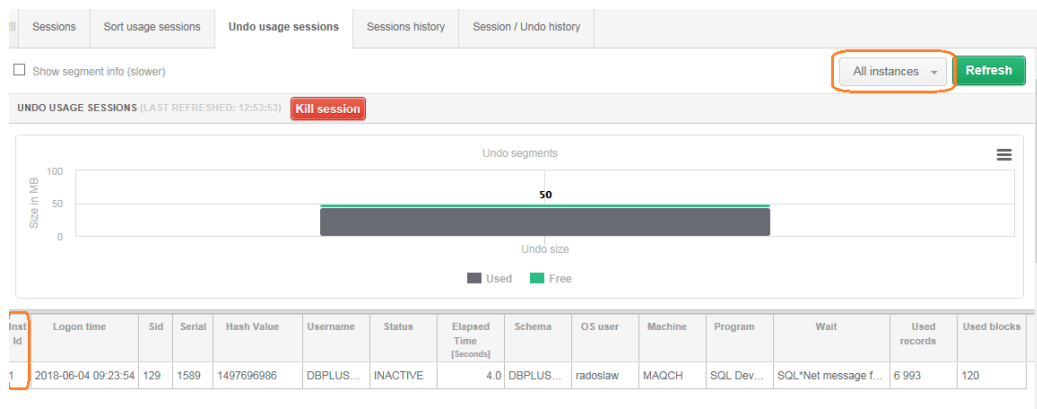 Sessions Sort usage sessions Undo usage sessions Sessions history Session / Undo history
Show segment info (slower) All instances Refresh
UNDO USAGE SESSIONS (LAST REFRESHED: 12:53:53) Kill session
Undo segments
100
50
50
0
Size in MB
Undo size
Used Free
Inst Id Logon time Sid Serial Hash Value Username Status Elapsed Time [Seconds] Schema OS user Machine Program Wait Used records Used blocks
1 2018-06-04 09:23:54 129 1589 1497696986 DBPLUS... INACTIVE 4.0 DBPLUS... radoslaw MAQCH SQL Dev... SQL*Net message f... 6 993 120